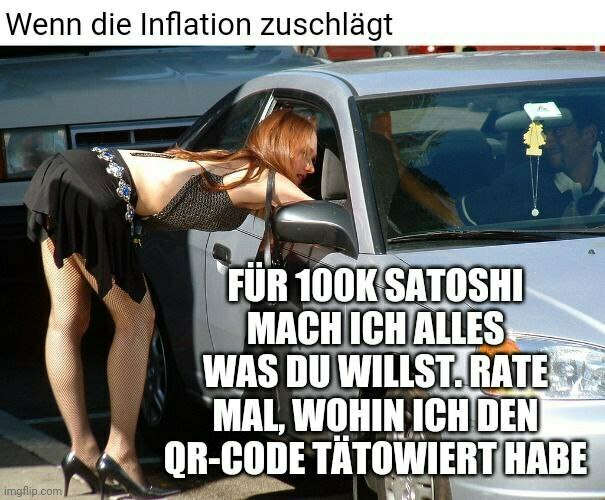 Wenn die Inflation zuschlägt
FÜR 100K SATOSHI
MACH ICH ALLES
WAS DU WILLST. RATE
MAL, WOHIN ICH DEN
QR-CODE TÄTOWIERT HABE
imgflip.com